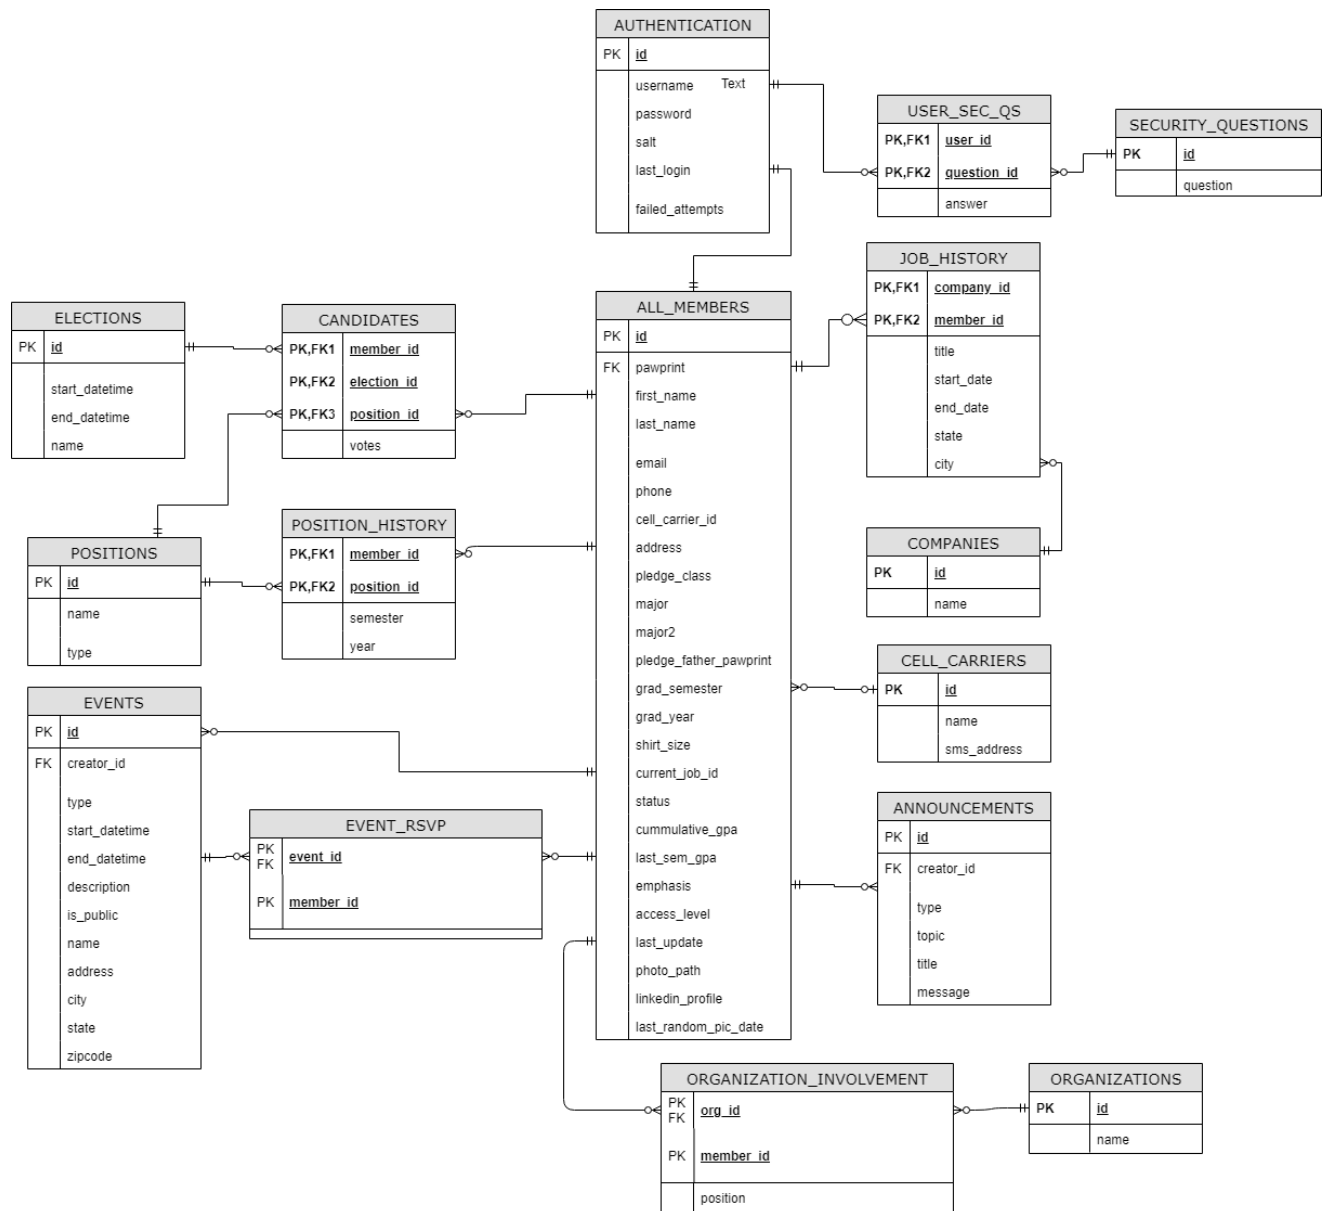 AUTHENTICATION
PK id
username Text
password
salt
last_login
failed_attempts
USER_SEC_QS
PK,FK1 user_id
PK,FK2 question_id
answer
SECURITY_QUESTIONS
PK id
question
JOB_HISTORY
PK,FK1 company_id
PK,FK2 member_id
title
start_date
end_date
state
city
ELECTIONS
PK id
start_datetime
end_datetime
name
CANDIDATES
PK,FK1 member_id
PK,FK2 election_id
PK,FK3 position_id
votes
ALL_MEMBERS
PK id
FK pawprint
first_name
last_name
email
phone
cell_carrier_id
address
pledge_class
major
major2
pledge_father_pawprint
grad_semester
grad_year
shirt_size
current_job_id
status
cummulative_gpa
last_sem_gpa
emphasis
access_level
last_update
photo_path
linkedin_profile
last_random_pic_date
POSITION_HISTORY
PK,FK1 member_id
PK,FK2 position_id
semester
year
POSITIONS
PK id
name
type
COMPANIES
PK id
name
CELL_CARRIERS
PK id
name
sms_address
EVENTS
PK id
FK creator_id
type
start_datetime
end_datetime
description
is_public
name
address
city
state
zipcode
EVENT_RSVP
PK
FK event_id
PK member_id
ANNOUNCEMENTS
PK id
FK creator_id
type
topic
title
message
ORGANIZATION_INVOLVEMENT
PK
FK org_id
PK member_id
position
ORGANIZATIONS
PK id
name